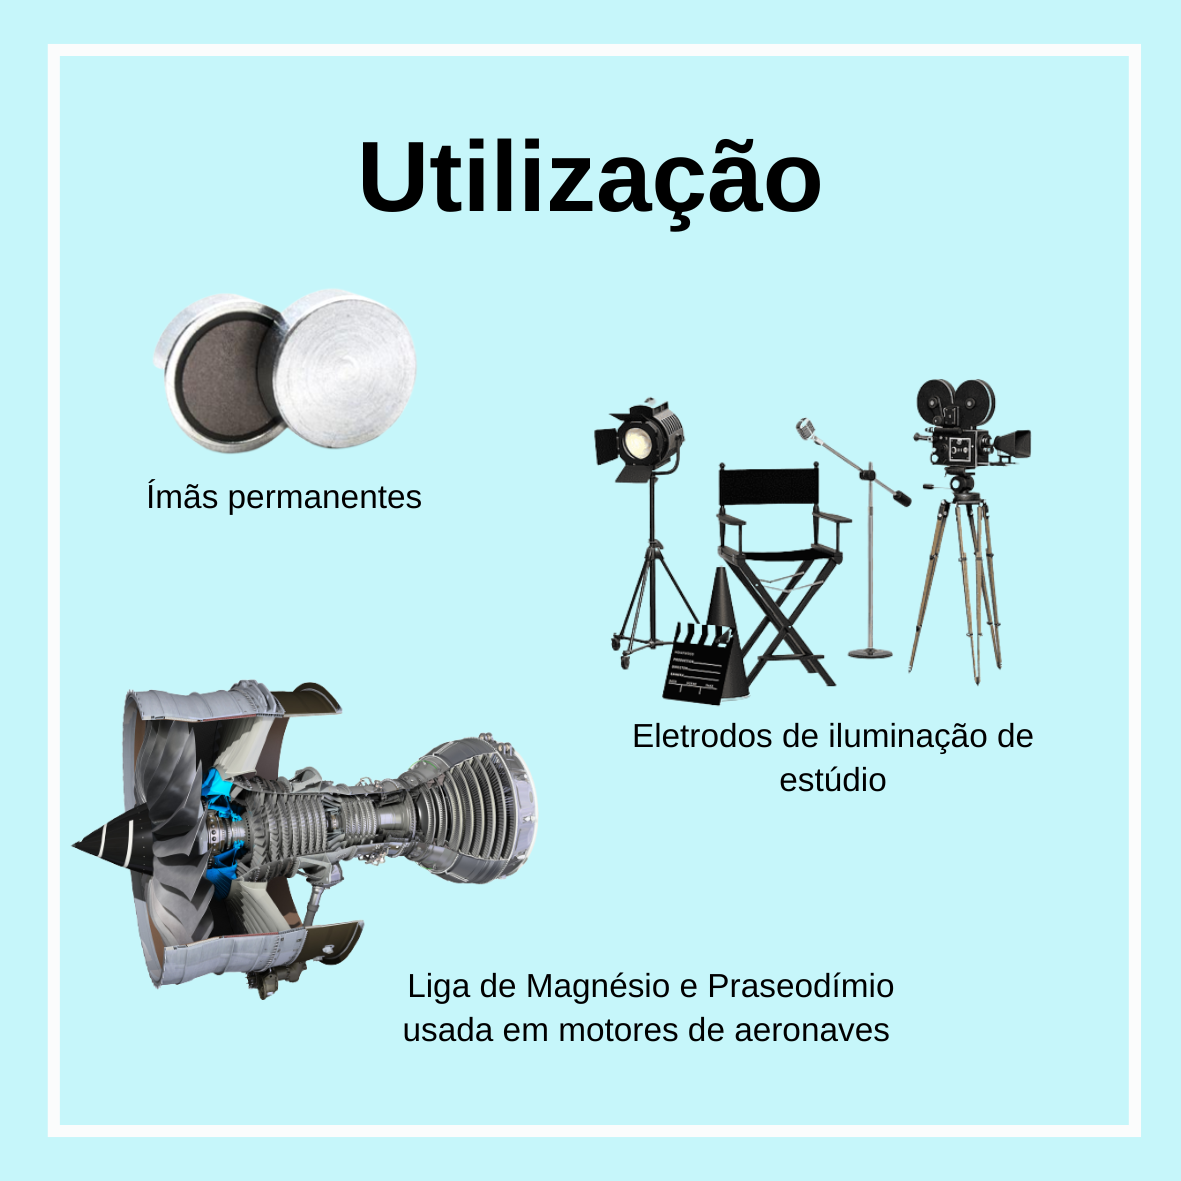 Utilização
Ímãs permanentes
Eletrodos de iluminação de
estúdio
Liga de Magnésio e Praseodímio
usada em motores de aeronaves